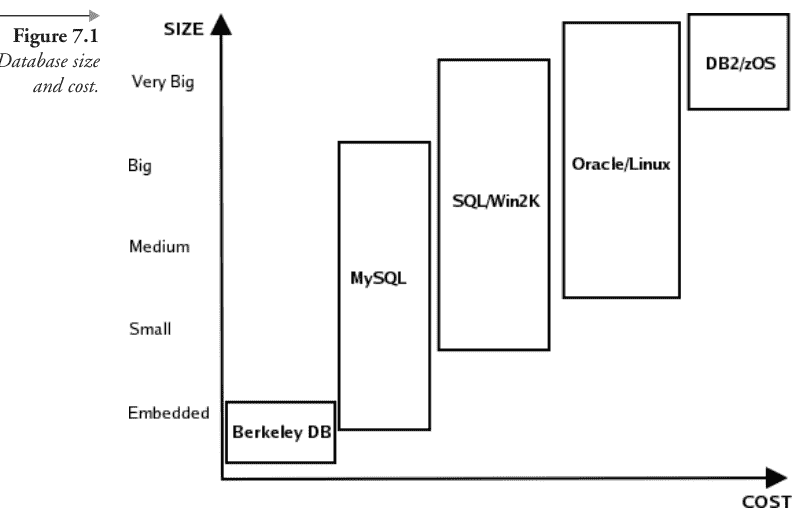 Figure 7.1
Database size
and cost.
SIZE
Very Big
Big
Medium
Small
Embedded
Berkeley DB
MySQL
SQL/Win2K
Oracle/Linux
DB2/zOS
COST